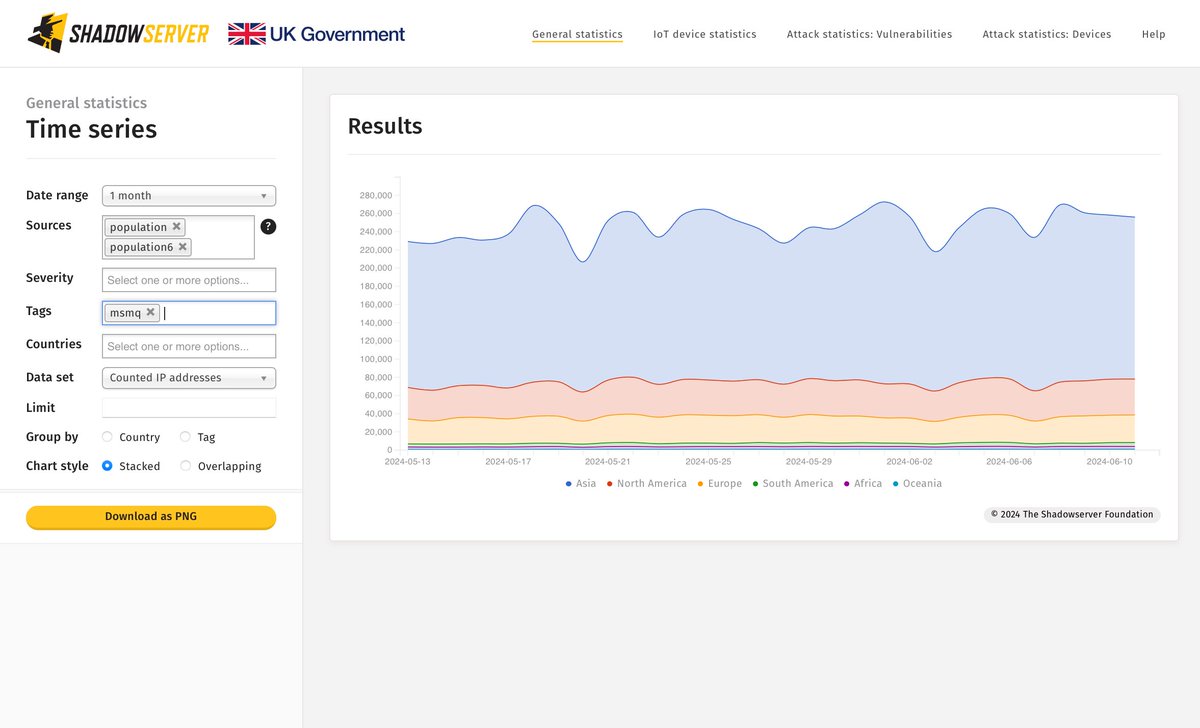 SHADOWSERVER
UK Government
General statistics
IoT device statistics
Attack statistics: Vulnerabilities
Attack statistics: Devices
Help
General statistics
Time series
Date range
1 month
Sources
population
population6
?
Severity
Select one or more options...
Tags
msmq
Countries
Select one or more options...
Data set
Counted IP addresses
Limit
Group by
Country
Tag
Chart style
Stacked
Overlapping
Download as PNG
Results
280,000
260,000
240,000
220,000
200,000
180,000
160,000
140,000
120,000
100,000
80,000
60,000
40,000
20,000
0
2024-05-13
2024-05-17
2024-05-21
2024-05-25
2024-05-29
2024-06-02
2024-06-06
2024-06-10
Asia
North America
Europe
South America
Africa
Oceania
© 2024 The Shadowserver Foundation